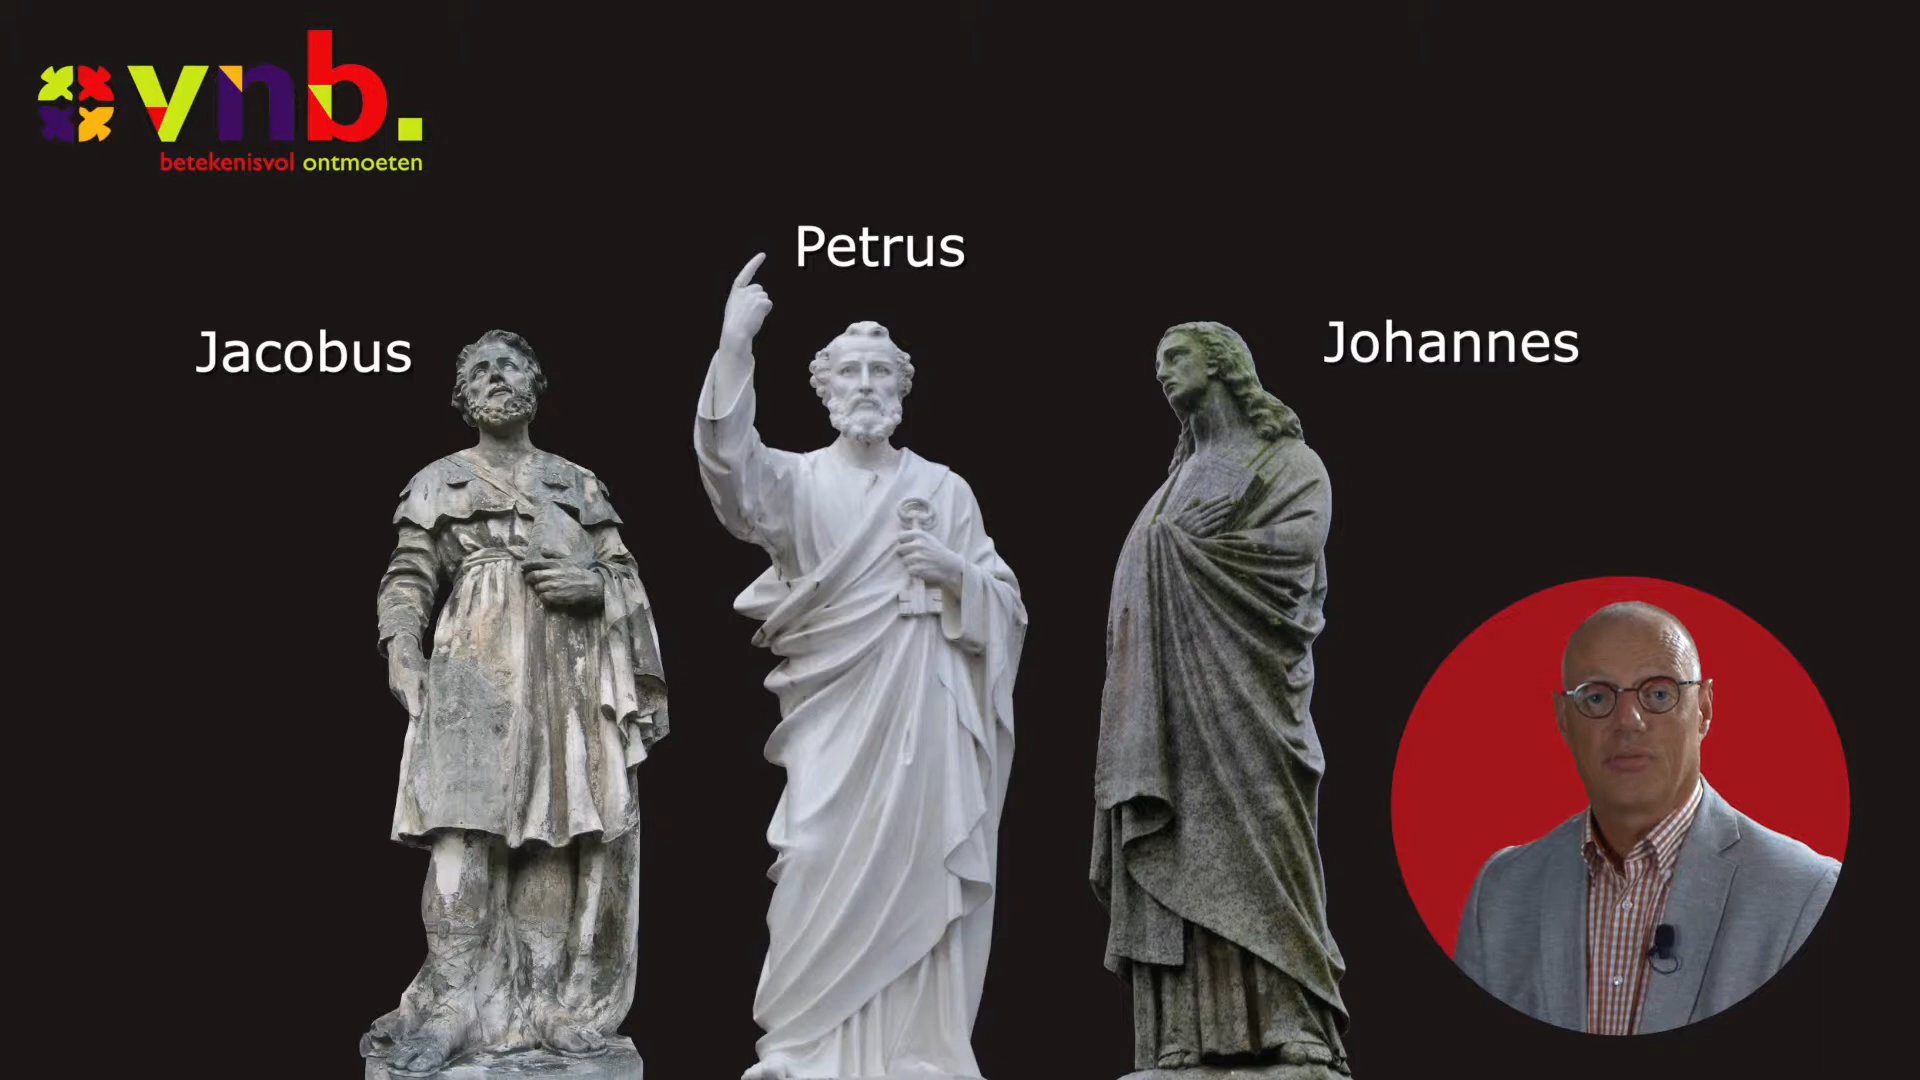 vnb.
betekenisvol ontmoeten
Petrus
Jacobus
Johannes